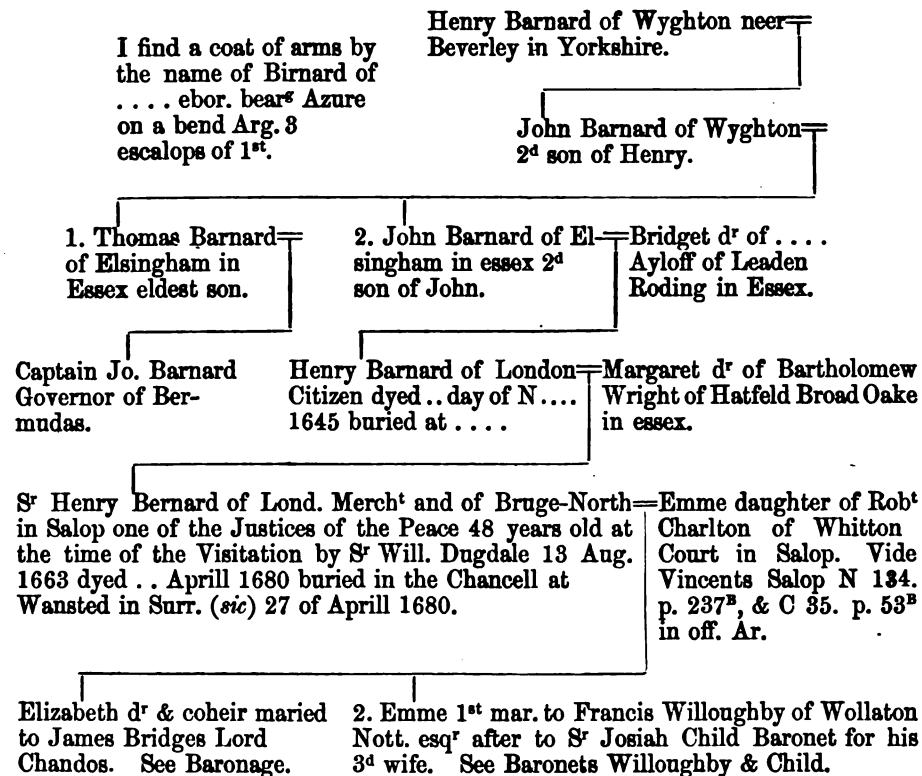 Henry Barnard of Wyghton neer
Beverley in Yorkshire.
I find a coat of arms by
the name of Birnard of
. . . . ebor. bearᵍ Azure
on a bend Arg. 3
escalops of 1ˢᵗ.
John Barnard of Wyghton
2ᵈ son of Henry.
1. Thomas Barnard
of Elsingham in
Essex eldest son.
2. John Barnard of El-
singham in essex 2ᵈ
son of John.
Bridget dʳ of . . . .
Ayloff of Leaden
Roding in Essex.
Captain Jo. Barnard
Governor of Ber-
mudas.
Henry Barnard of London
Citizen dyed . . day of N . . . .
1645 buried at . . . .
Margaret dʳ of Bartholomew
Wright of Hatfeld Broad Oake
in essex.
Sʳ Henry Bernard of Lond. Merchᵗ and of Bruge-North
in Salop one of the Justices of the Peace 48 years old at
the time of the Visitation by Sʳ Will. Dugdale 13 Aug.
1663 dyed . . Aprill 1680 buried in the Chancell at
Wansted in Surr. (sic) 27 of Aprill 1680.
Emme daughter of Robᵗ
Charlton of Whitton
Court in Salop. Vide
Vincents Salop N 134.
p. 237ᴮ, & C 35. p. 53ᴮ
in off. Ar.
Elizabeth dʳ & coheir maried
to James Bridges Lord
Chandos. See Baronage.
2. Emme 1ˢᵗ mar. to Francis Willoughby of Wollaton
Nott. esqʳ after to Sʳ Josiah Child Baronet for his
3ᵈ wife. See Baronets Willoughby & Child.